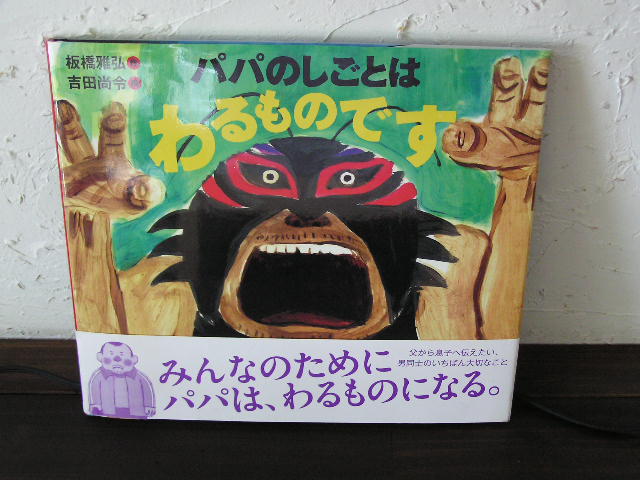 板橋雅弘 作
吉田尚令 絵
パパのしごとは
わるものです
父から息子へ伝えたい、
男同士のいちばん大切なこと
みんなのために
パパは、わるものになる。